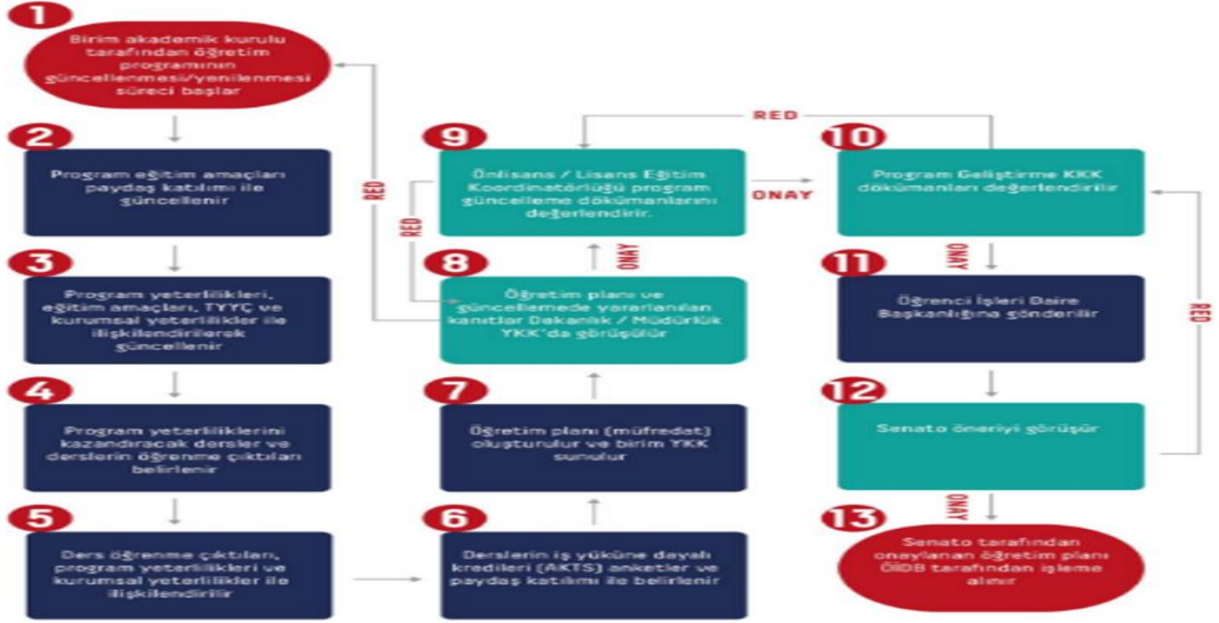 1
Birim akademik kurulu
tarafından öğretim
programının
güncellenmesi/yenilenmesi
süreci başlar
2
Program eğitim amaçları
paydaş katılımı ile
güncellenir
3
Program yeterlilikleri,
eğitim amaçları, TYYÇ ve
kurumsal yeterlilikler ile
ilişkilendirilerek
güncellenir
4
Program yeterliliklerini
kazandıracak dersler ve
derslerin öğrenme çıktıları
belirlenir
5
Ders öğrenme çıktıları,
program yeterlilikleri ve
kurumsal yeterlilikler ile
ilişkilendirilir
6
Derslerin iş yüküne dayalı
kredileri (AKTS) anketler ve
paydaş katılımı ile belirlenir
7
Öğretim planı (müfredat)
oluşturulur ve birim YKK
sunulur
8
Öğretim planı ve
güncellemede yararlanılan
kanıtlar Dekanlık / Müdürlük
YKK'da görüşülür
RED
ONAY
9
Önlisans / Lisans Eğitim
Koordinatörlüğü program
güncelleme dökümanlarını
değerlendirir.
RED
ONAY
10
Program Geliştirme KKK
dökümanları değerlendirilir
RED
ONAY
11
Öğrenci İşleri Daire
Başkanlığına gönderilir
12
Senato öneriyi görüşür
RED
ONAY
13
Senato tarafından
onaylanan öğretim planı
ÖİDB tarafından işleme
alınır